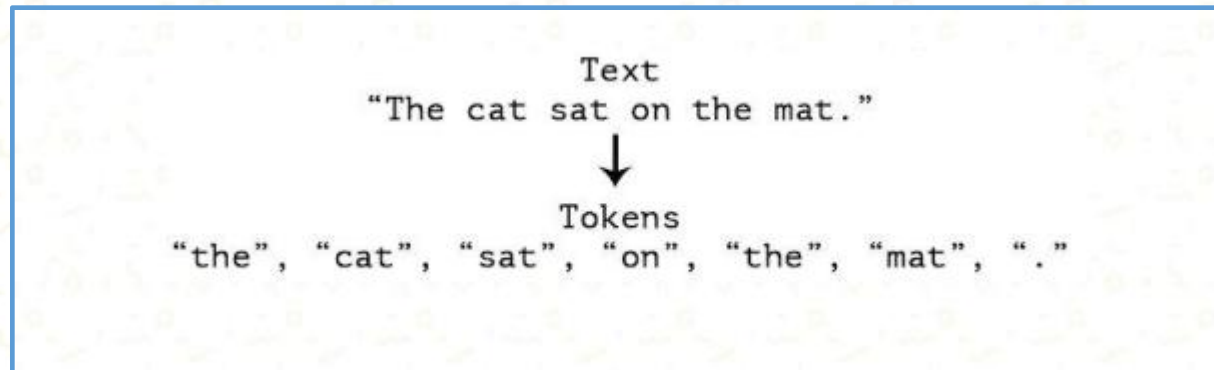 Text
“The cat sat on the mat.”
↓
Tokens
“the”, “cat”, “sat”, “on”, “the”, “mat”, “.”